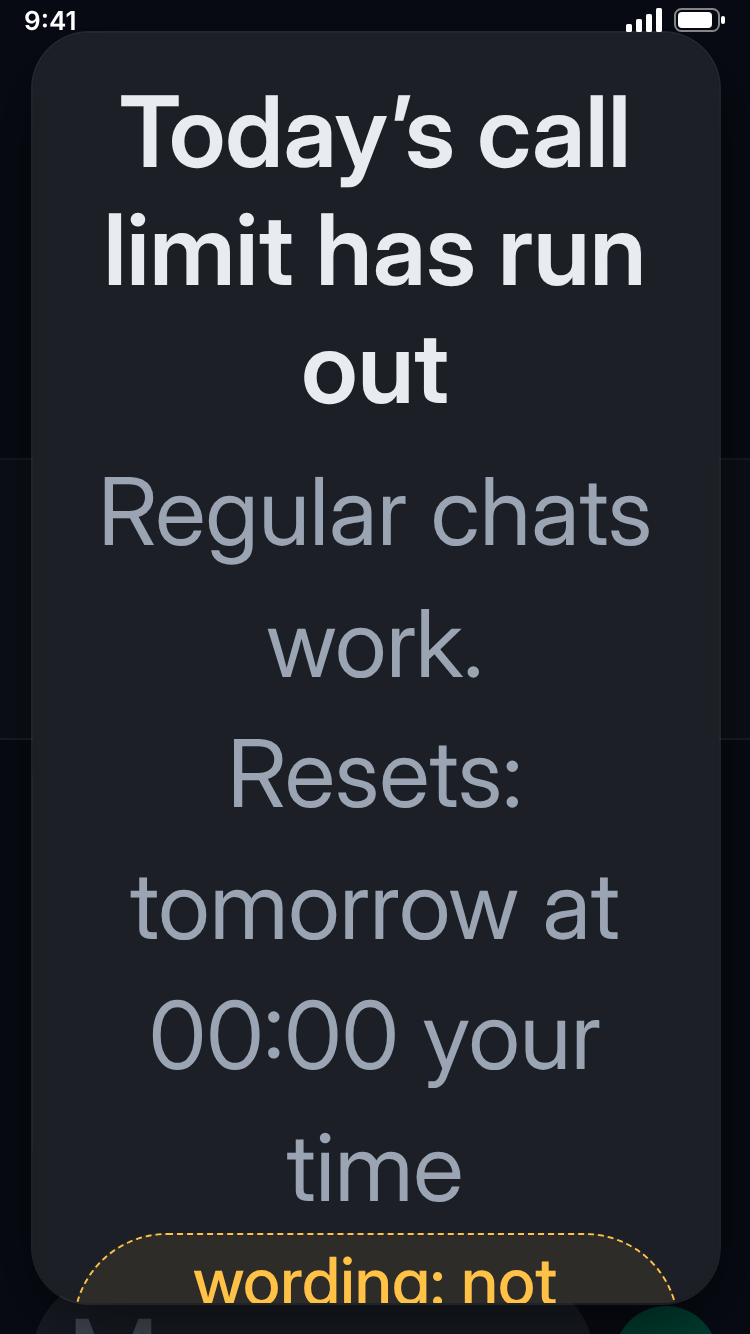 9:41
Today’s call
limit has run
out
Regular chats
work.
Resets:
tomorrow at
00:00 your
time
wording: not